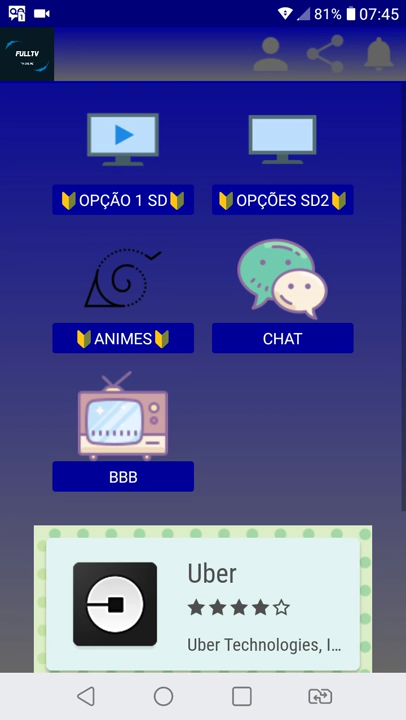 81%
07:45
FULLTV
🔰OPÇÃO 1 SD🔰
🔰OPÇÕES SD2🔰
🔰ANIMES🔰
CHAT
BBB
Uber
Uber Technologies, I...